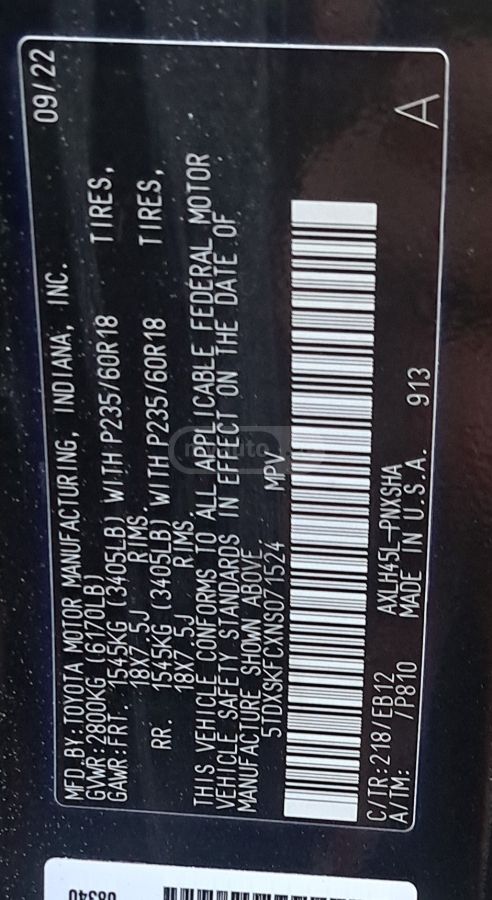 MFD.BY:TOYOTA MOTOR MANUFACTURING, INDIANA, INC. 09/22
GVWR:2800KG (6170LB)
GAWR:FRT. 1545KG (3405LB) WITH P235/60R18 TIRES,
18X7.5J RIMS.
RR. 1545KG (3405LB) WITH P235/60R18 TIRES,
18X7.5J RIMS.
THIS VEHICLE CONFORMS TO ALL APPLICABLE FEDERAL MOTOR
VEHICLE SAFETY STANDARDS IN EFFECT ON THE DATE OF
MANUFACTURE SHOWN ABOVE.
5TDXSKFCXNS071524 MPV
C/TR:218/EB12 AXLH45L-PNXSHA
A/TM: /P810 MADE IN U.S.A. 913 A
08340